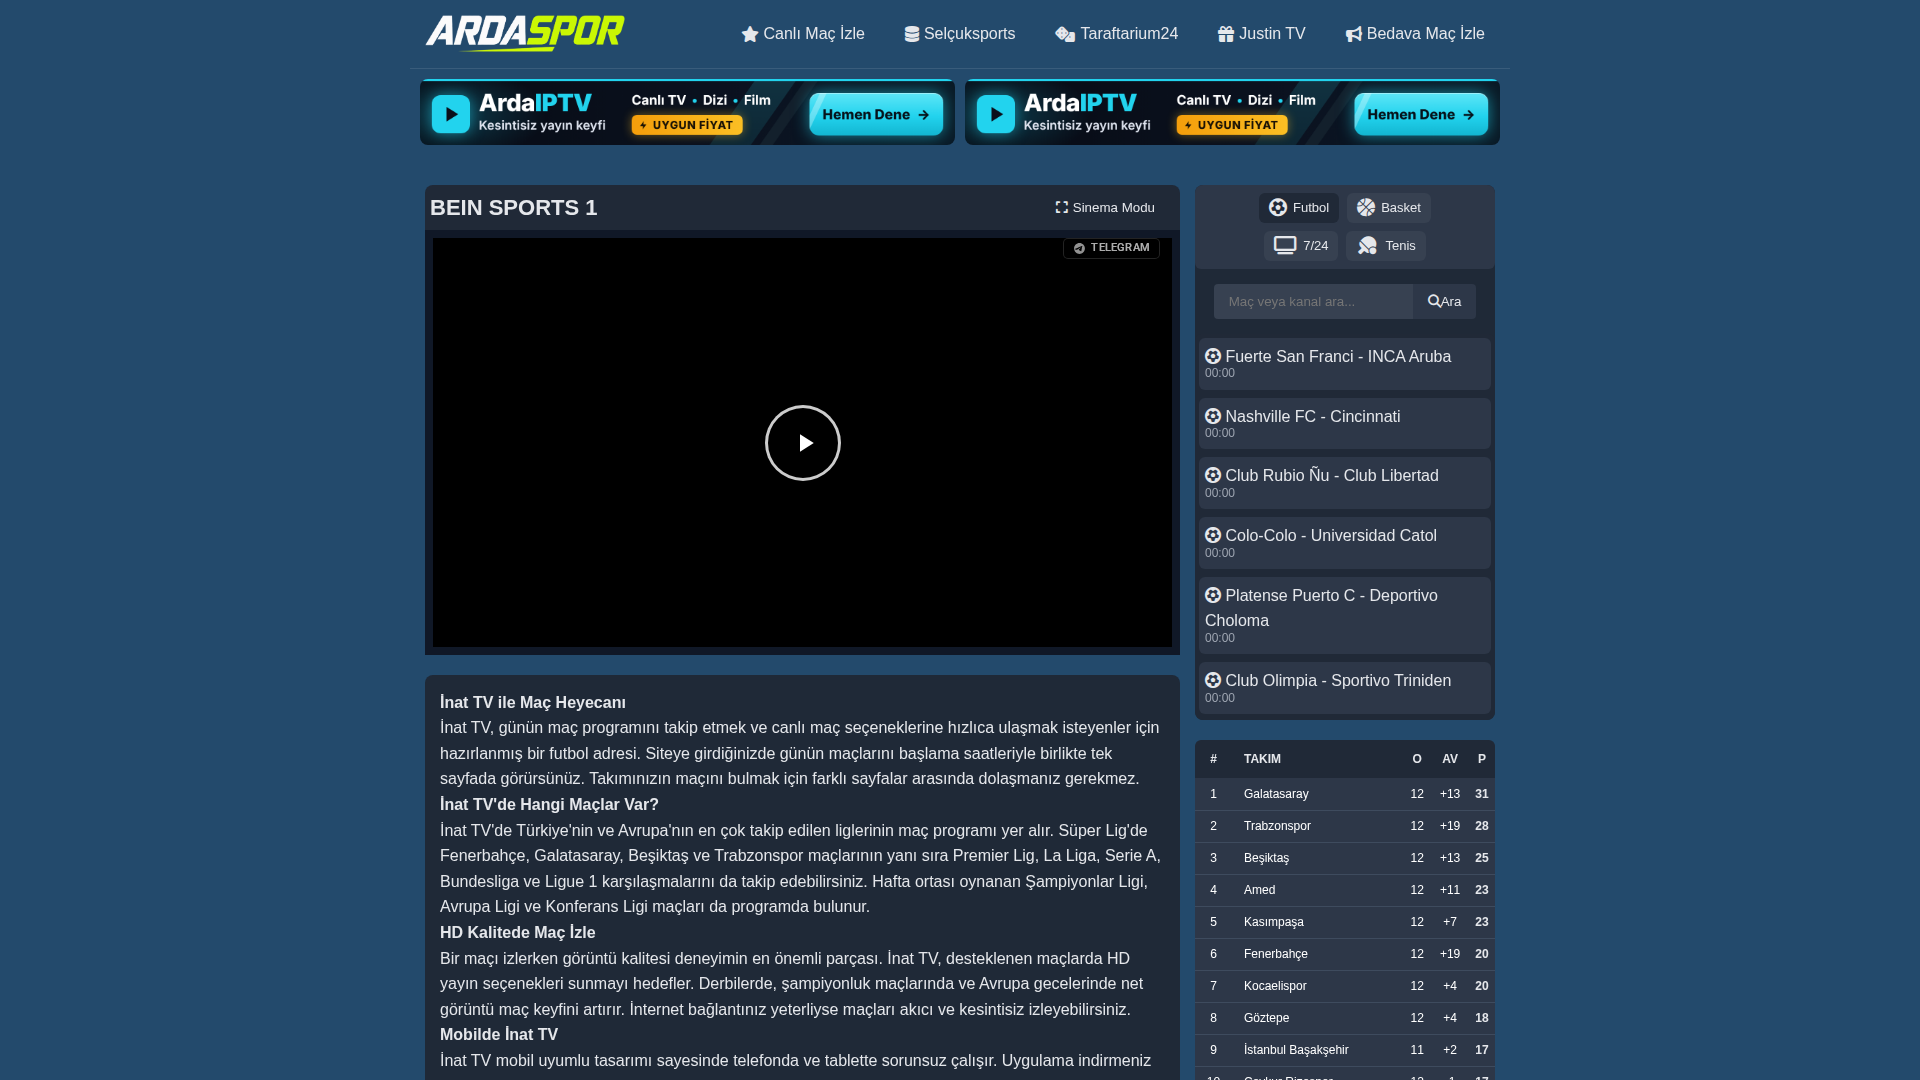 ARDASPOR
Canlı Maç İzle
Selçuksports
Taraftarium24
Justin TV
Bedava Maç İzle
ArdaIPTV
Kesintisiz yayın keyfi
Canlı TV • Dizi • Film
UYGUN FİYAT
Hemen Dene →
ArdaIPTV
Kesintisiz yayın keyfi
Canlı TV • Dizi • Film
UYGUN FİYAT
Hemen Dene →
BEIN SPORTS 1
Sinema Modu
TELEGRAM
İnat TV ile Maç Heyecanı
İnat TV, günün maç programını takip etmek ve canlı maç seçeneklerine hızlıca ulaşmak isteyenler için
hazırlanmış bir futbol adresi. Siteye girdiğinizde günün maçlarını başlama saatleriyle birlikte tek
sayfada görürsünüz. Takımınızın maçını bulmak için farklı sayfalar arasında dolaşmanız gerekmez.
İnat TV'de Hangi Maçlar Var?
İnat TV'de Türkiye'nin ve Avrupa'nın en çok takip edilen liglerinin maç programı yer alır. Süper Lig'de
Fenerbahçe, Galatasaray, Beşiktaş ve Trabzonspor maçlarının yanı sıra Premier Lig, La Liga, Serie A,
Bundesliga ve Ligue 1 karşılaşmalarını da takip edebilirsiniz. Hafta ortası oynanan Şampiyonlar Ligi,
Avrupa Ligi ve Konferans Ligi maçları da programda bulunur.
HD Kalitede Maç İzle
Bir maçı izlerken görüntü kalitesi deneyimin en önemli parçası. İnat TV, desteklenen maçlarda HD
yayın seçenekleri sunmayı hedefler. Derbilerde, şampiyonluk maçlarında ve Avrupa gecelerinde net
görüntü maç keyfini artırır. İnternet bağlantınız yeterliyse maçları akıcı ve kesintisiz izleyebilirsiniz.
Mobilde İnat TV
İnat TV mobil uyumlu tasarımı sayesinde telefonda ve tablette sorunsuz çalışır. Uygulama indirmeniz
Futbol
Basket
7/24
Tenis
Maç veya kanal ara...
Ara
Fuerte San Franci - INCA Aruba
00:00
Nashville FC - Cincinnati
00:00
Club Rubio Ñu - Club Libertad
00:00
Colo-Colo - Universidad Catol
00:00
Platense Puerto C - Deportivo
Choloma
00:00
Club Olimpia - Sportivo Triniden
00:00
# TAKIM O AV P
1 Galatasaray 12 +13 31
2 Trabzonspor 12 +19 28
3 Beşiktaş 12 +13 25
4 Amed 12 +11 23
5 Kasımpaşa 12 +7 23
6 Fenerbahçe 12 +19 20
7 Kocaelispor 12 +4 20
8 Göztepe 12 +4 18
9 İstanbul Başakşehir 11 +2 17